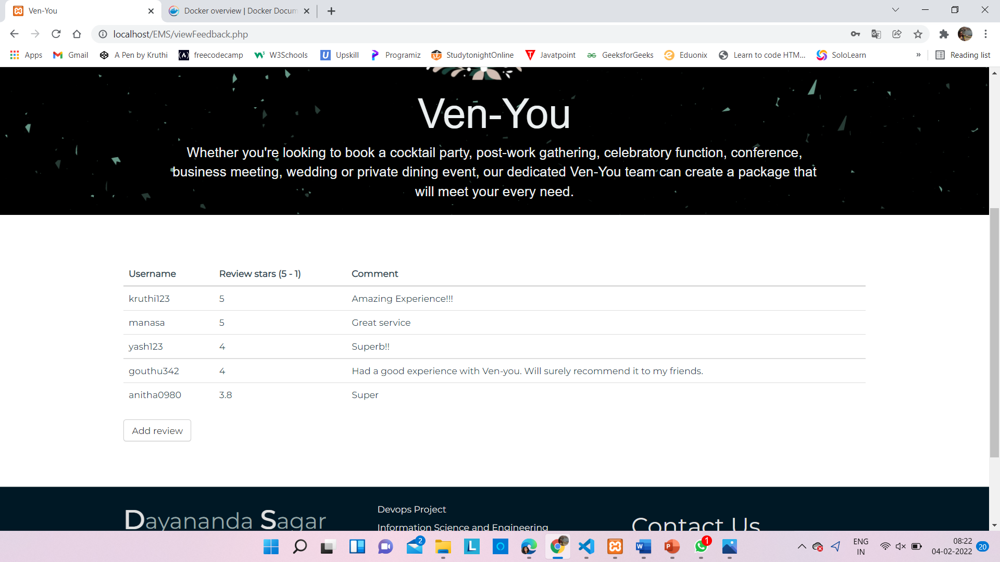 Ven-You
Docker overview | Docker Docum
localhost/EMS/viewFeedback.php
Apps
Gmail
A Pen by Kruthi
freecodecamp
W3Schools
Upskill
Programiz
StudytonightOnline
Javatpoint
GeeksforGeeks
Eduonix
Learn to code HTM...
SoloLearn
»
Reading list
Ven-You
Whether you're looking to book a cocktail party, post-work gathering, celebratory function, conference,
business meeting, wedding or private dining event, our dedicated Ven-You team can create a package that
will meet your every need.
Username Review stars (5 - 1) Comment
kruthi123 5 Amazing Experience!!!
manasa 5 Great service
yash123 4 Superb!!
gouthu342 4 Had a good experience with Ven-you. Will surely recommend it to my friends.
anitha0980 3.8 Super
Add review
Dayananda Sagar
Devops Project
Information Science and Engineering
Contact Us
2
1
ENG
IN
08:22
04-02-2022
20